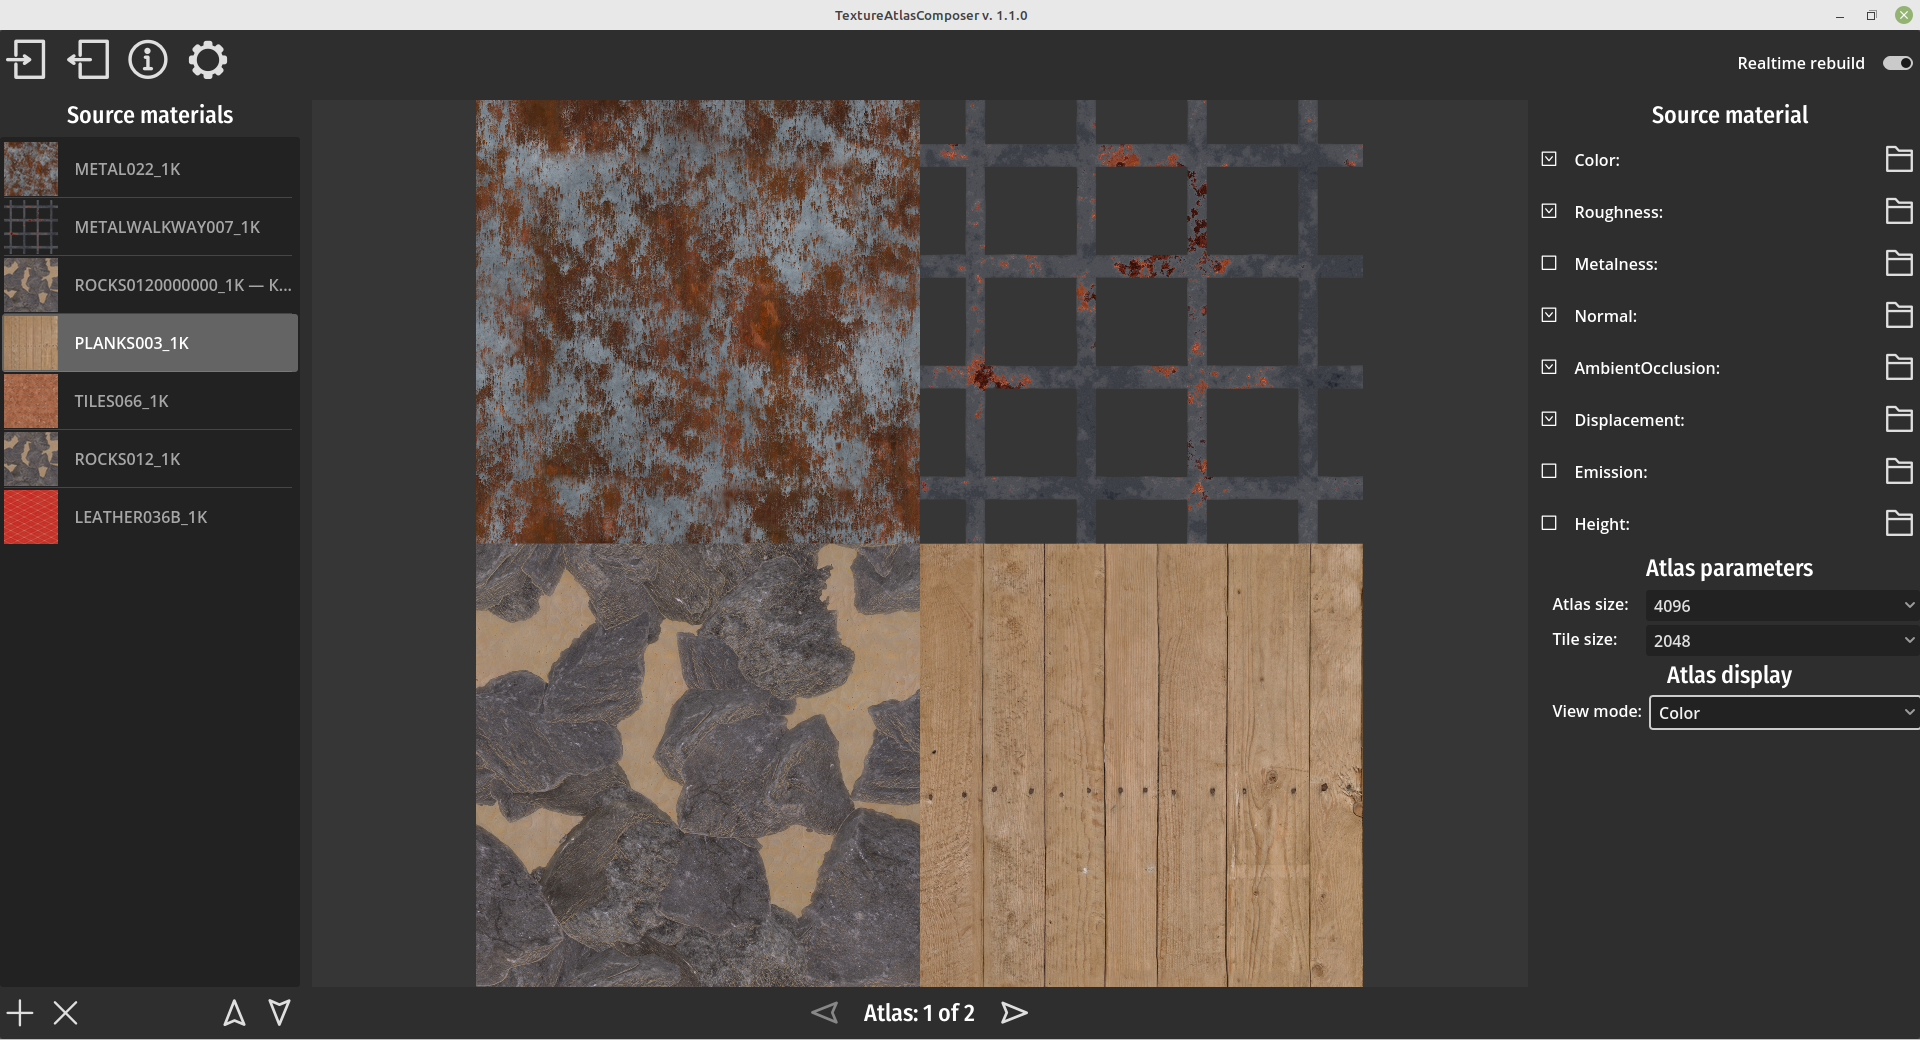 TextureAtlasComposer v. 1.1.0
Realtime rebuild
Source materials
METAL022_1K
METALWALKWAY007_1K
ROCKS0120000000_1K — K...
PLANKS003_1K
TILES066_1K
ROCKS012_1K
LEATHER036B_1K
Atlas: 1 of 2
Source material
Color:
Roughness:
Metalness:
Normal:
AmbientOcclusion:
Displacement:
Emission:
Height:
Atlas parameters
Atlas size: 4096
Tile size: 2048
Atlas display
View mode: Color